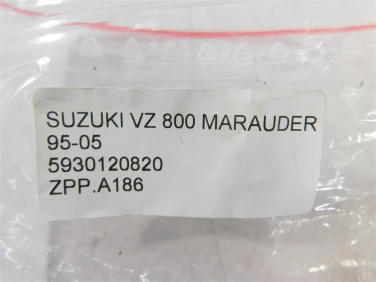 SUZUKI VZ 800 MARAUDER
95-05
5930120820
ZPP.A186